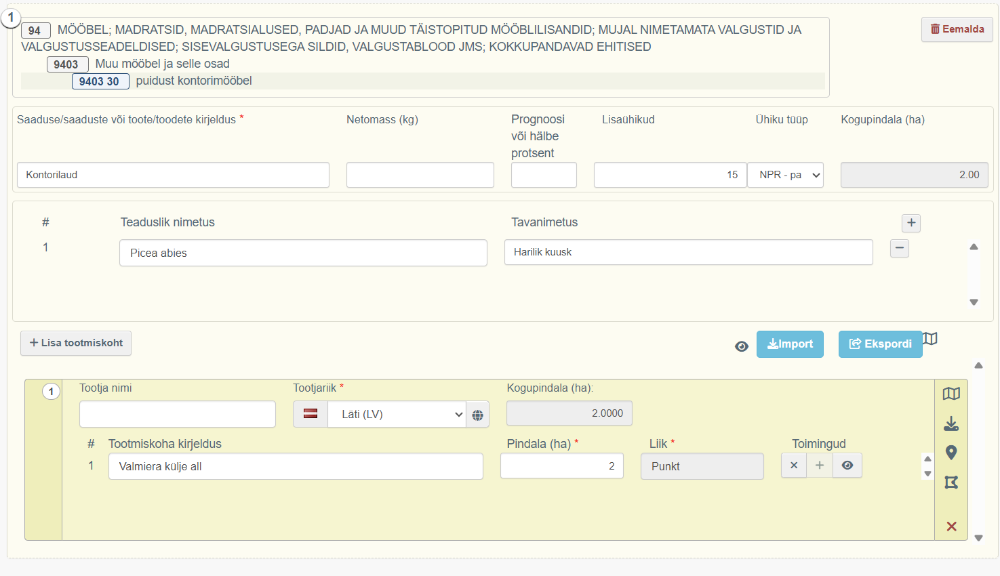 1
94 MÖÖBEL; MADRATSID, MADRATSIALUSED, PADJAD JA MUUD TÄISTOPITUD MÖÖBLILISANDID; MUJAL NIMETAMATA VALGUSTID JA
VALGUSTUSSEADELDISED; SISEVALGUSTUSEGA SILDID, VALGUSTABLOOD JMS; KOKKUPANDAVAD EHITISED
Eemalda
9403 Muu mööbel ja selle osad
9403 30 puidust kontorimööbel
Saaduse/saaduste või toote/toodete kirjeldus * Netomass (kg) Prognoosi Lisaühikud Ühiku tüüp Kogupindala (ha)
või hälbe
protsent
Kontorilaud 15 NPR - pa 2.00
# Teaduslik nimetus Tavanimetus +
1 Picea abies Harilik kuusk −
+ Lisa tootmiskoht Import Ekspordi
1 Tootja nimi Tootjariik * Kogupindala (ha):
Läti (LV) 2.0000
# Tootmiskoha kirjeldus Pindala (ha) * Liik * Toimingud
1 Valmiera külje all 2 Punkt × +